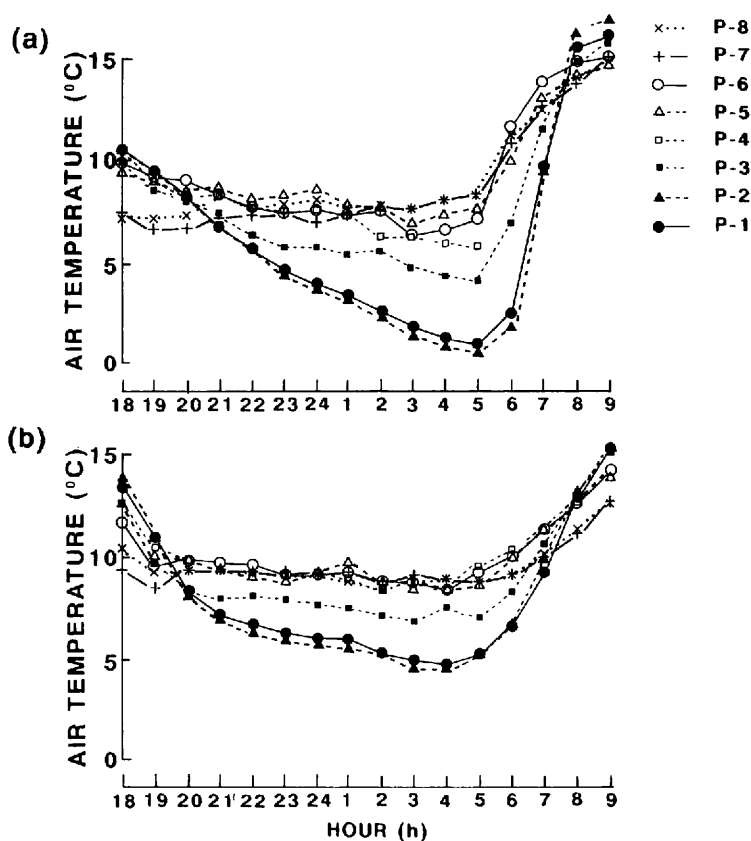 (a)
AIR TEMPERATURE (ºC)
15
10
5
0
18 19 20 21 22 23 24 1 2 3 4 5 6 7 8 9
P-8
P-7
P-6
P-5
P-4
P-3
P-2
P-1
(b)
AIR TEMPERATURE (ºC)
15
10
5
0
18 19 20 21 22 23 24 1 2 3 4 5 6 7 8 9
HOUR (h)